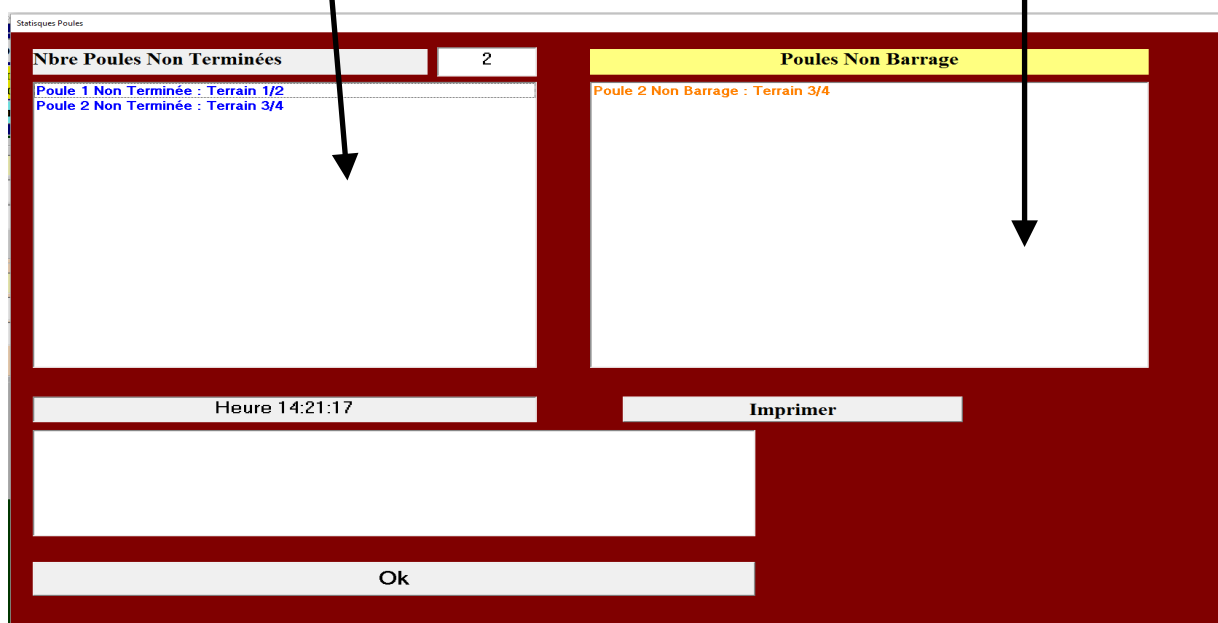 Statisques Poules
Nbre Poules Non Terminées
2
Poules Non Barrage
Poule 1 Non Terminée : Terrain 1/2
Poule 2 Non Terminée : Terrain 3/4
Poule 2 Non Barrage : Terrain 3/4
Heure 14:21:17
Imprimer
Ok